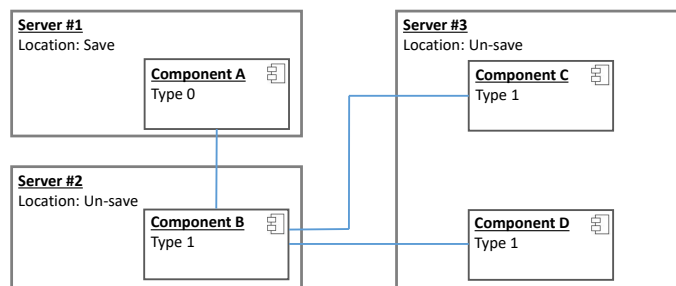 Server #1
Location: Save
Component A
Type 0
Server #2
Location: Un-save
Component B
Type 1
Server #3
Location: Un-save
Component C
Type 1
Component D
Type 1